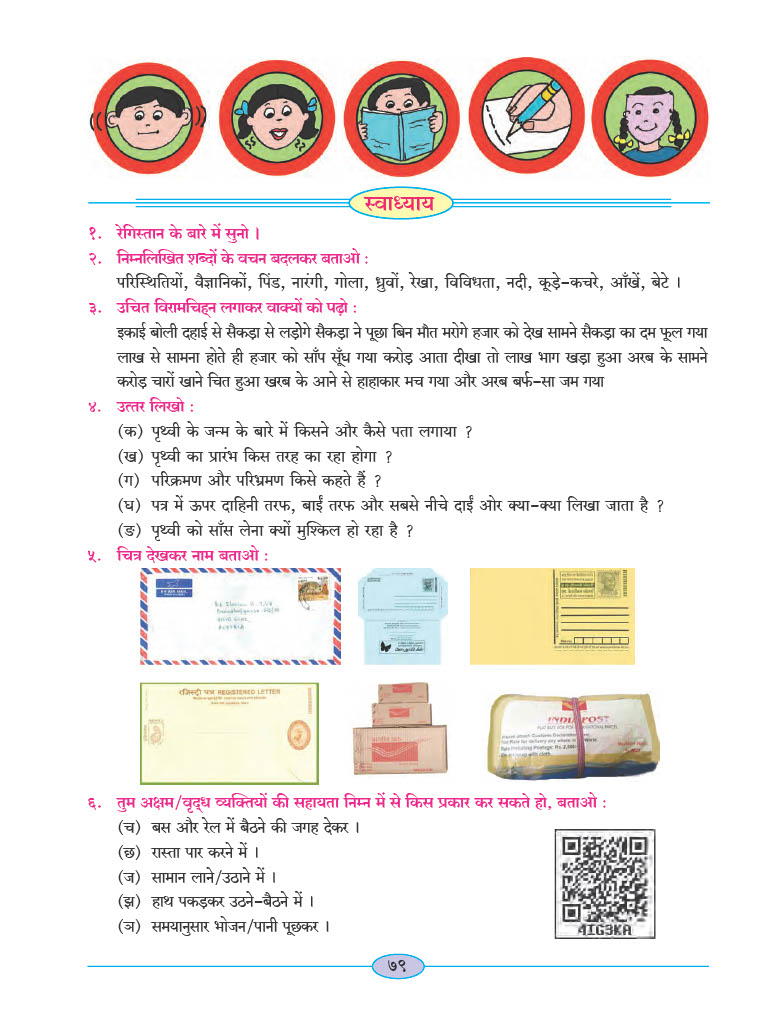 स्वाध्याय
१. रेगिस्तान के बारे में सुनो ।
२. निम्नलिखित शब्दों के वचन बदलकर बताओ :
परिस्थितियों, वैज्ञानिकों, पिंड, नारंगी, गोला, ध्रुवों, रेखा, विविधता, नदी, कूड़े-कचरे, आँखें, बेटे ।
३. उचित विरामचिह्न लगाकर वाक्यों को पढ़ो :
इकाई बोली दहाई से सैकड़ा से लड़ोगे सैकड़ा ने पूछा बिन मौत मरोगे हजार को देख सामने सैकड़ा का दम फूल गया
लाख से सामना होते ही हजार को साँप सूँघ गया करोड़ आता दीखा तो लाख भाग खड़ा हुआ अरब के सामने
करोड़ चारों खाने चित हुआ खरब के आने से हाहाकार मच गया और अरब बर्फ-सा जम गया
४. उत्तर लिखो :
(क) पृथ्वी के जन्म के बारे में किसने और कैसे पता लगाया ?
(ख) पृथ्वी का प्रारंभ किस तरह का रहा होगा ?
(ग) परिक्रमण और परिभ्रमण किसे कहते हैं ?
(घ) पत्र में ऊपर दाहिनी तरफ, बाईं तरफ और सबसे नीचे दाईं ओर क्या-क्या लिखा जाता है ?
(ङ) पृथ्वी को साँस लेना क्यों मुश्किल हो रहा है ?
५. चित्र देखकर नाम बताओ :
रजिस्ट्री पत्र REGISTERED LETTER
INDIA POST
६. तुम अक्षम/वृद्ध व्यक्तियों की सहायता निम्न में से किस प्रकार कर सकते हो, बताओ :
(च) बस और रेल में बैठने की जगह देकर ।
(छ) रास्ता पार करने में ।
(ज) सामान लाने/उठाने में ।
(झ) हाथ पकड़कर उठने-बैठने में ।
(ञ) समयानुसार भोजन/पानी पूछकर ।
4IG3KA
७९